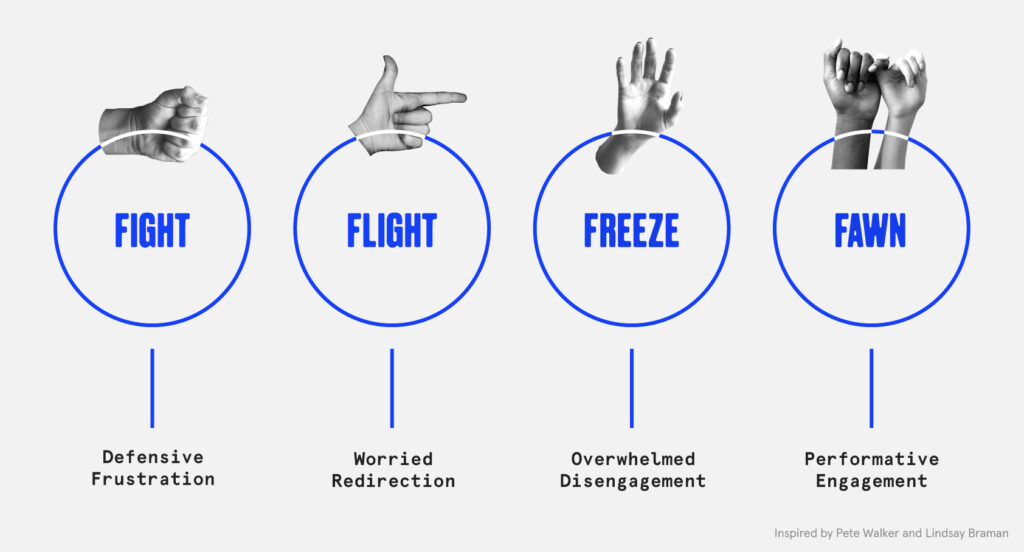 FIGHT
FLIGHT
FREEZE
FAWN
Defensive
Frustration
Worried
Redirection
Overwhelmed
Disengagement
Performative
Engagement
Inspired by Pete Walker and Lindsay Braman